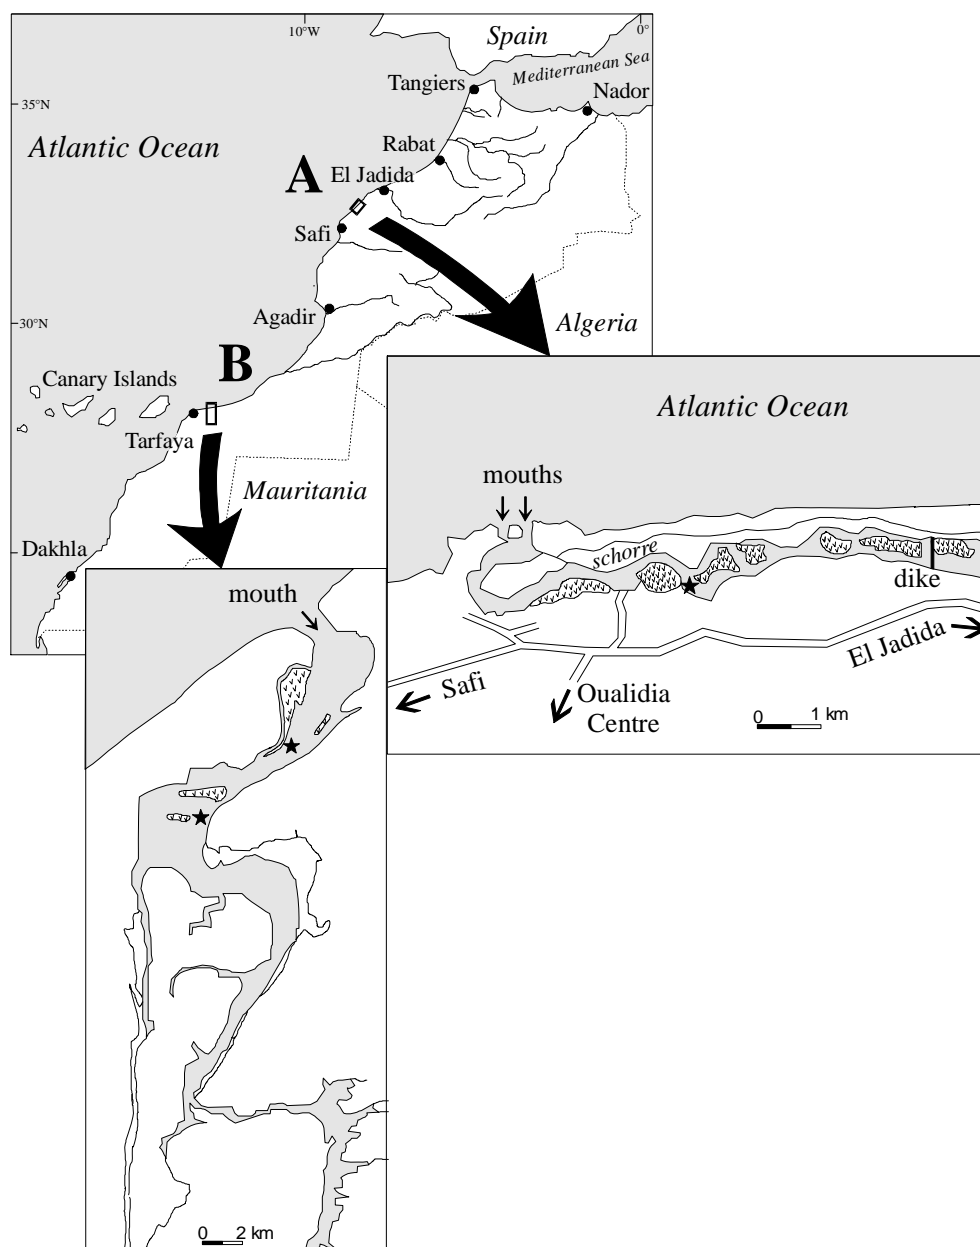 10°W
0°
Spain
Mediterranean Sea
Tangiers
Nador
35°N
Atlantic Ocean
Rabat
A
El Jadida
Safi
30°N
Agadir
Algeria
B
Canary Islands
Tarfaya
Mauritania
Dakhla
Atlantic Ocean
mouths
schorre
dike
El Jadida
Safi
Oualidia
Centre
0 1 km
mouth
0 2 km